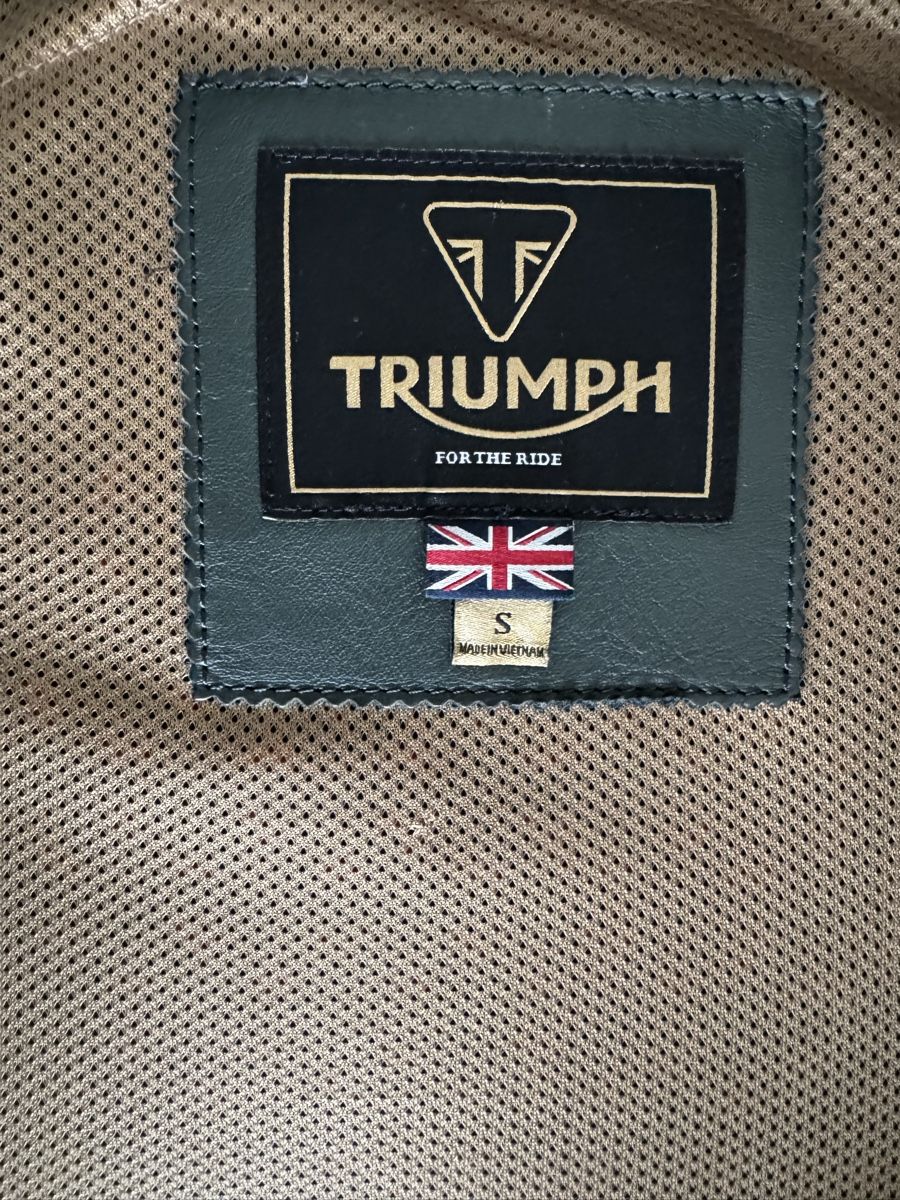 TRIUMPH
FOR THE RIDE
S
MADE IN VIETNAM